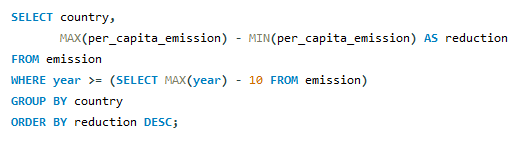 SELECT country,
MAX(per_capita_emission) - MIN(per_capita_emission) AS reduction
FROM emission
WHERE year >= (SELECT MAX(year) - 10 FROM emission)
GROUP BY country
ORDER BY reduction DESC;